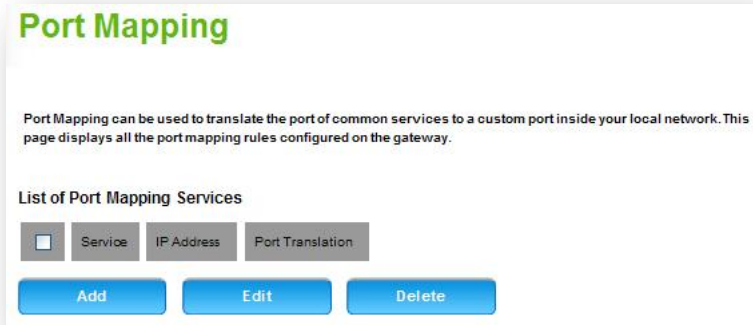 Port Mapping
Port Mapping can be used to translate the port of common services to a custom port inside your local network. This
page displays all the port mapping rules configured on the gateway.
List of Port Mapping Services
Service IP Address Port Translation
Add Edit Delete